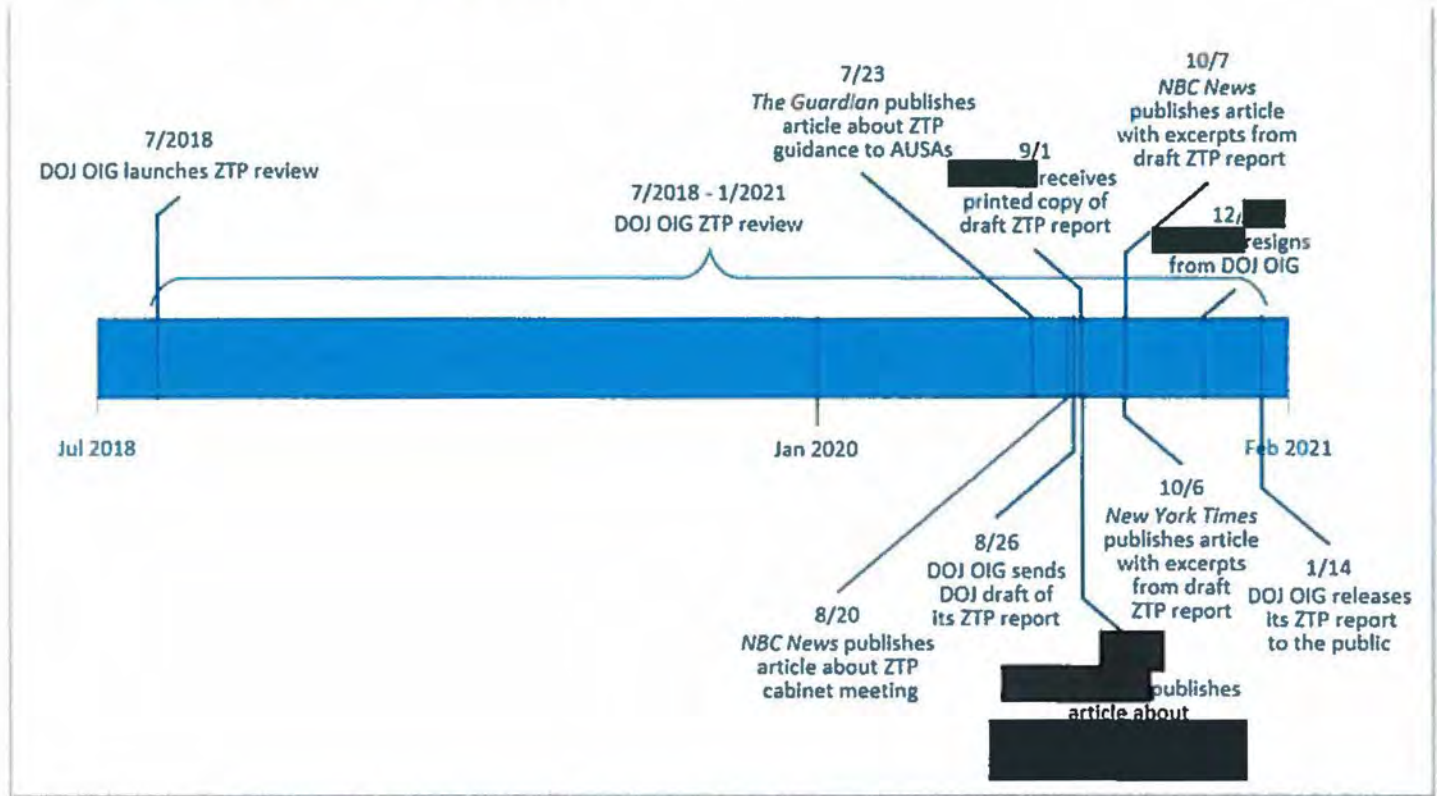 7/2018
DOJ OIG launches ZTP review
7/2018 - 1/2021
DOJ OIG ZTP review
7/23
The Guardian publishes
article about ZTP
guidance to AUSAs
9/1
receives
printed copy of
draft ZTP report
10/7
NBC News
publishes article
with excerpts from
draft ZTP report
12/
esigns
from DOJ OIG
Jul 2018
Jan 2020
Feb 2021
8/20
NBC News publishes
article about ZTP
cabinet meeting
8/26
DOJ OIG sends
DOJ draft of
its ZTP report
publishes
article about
10/6
New York Times
publishes article
with excerpts
from draft
ZTP report
1/14
DOJ OIG releases
its ZTP report
to the public